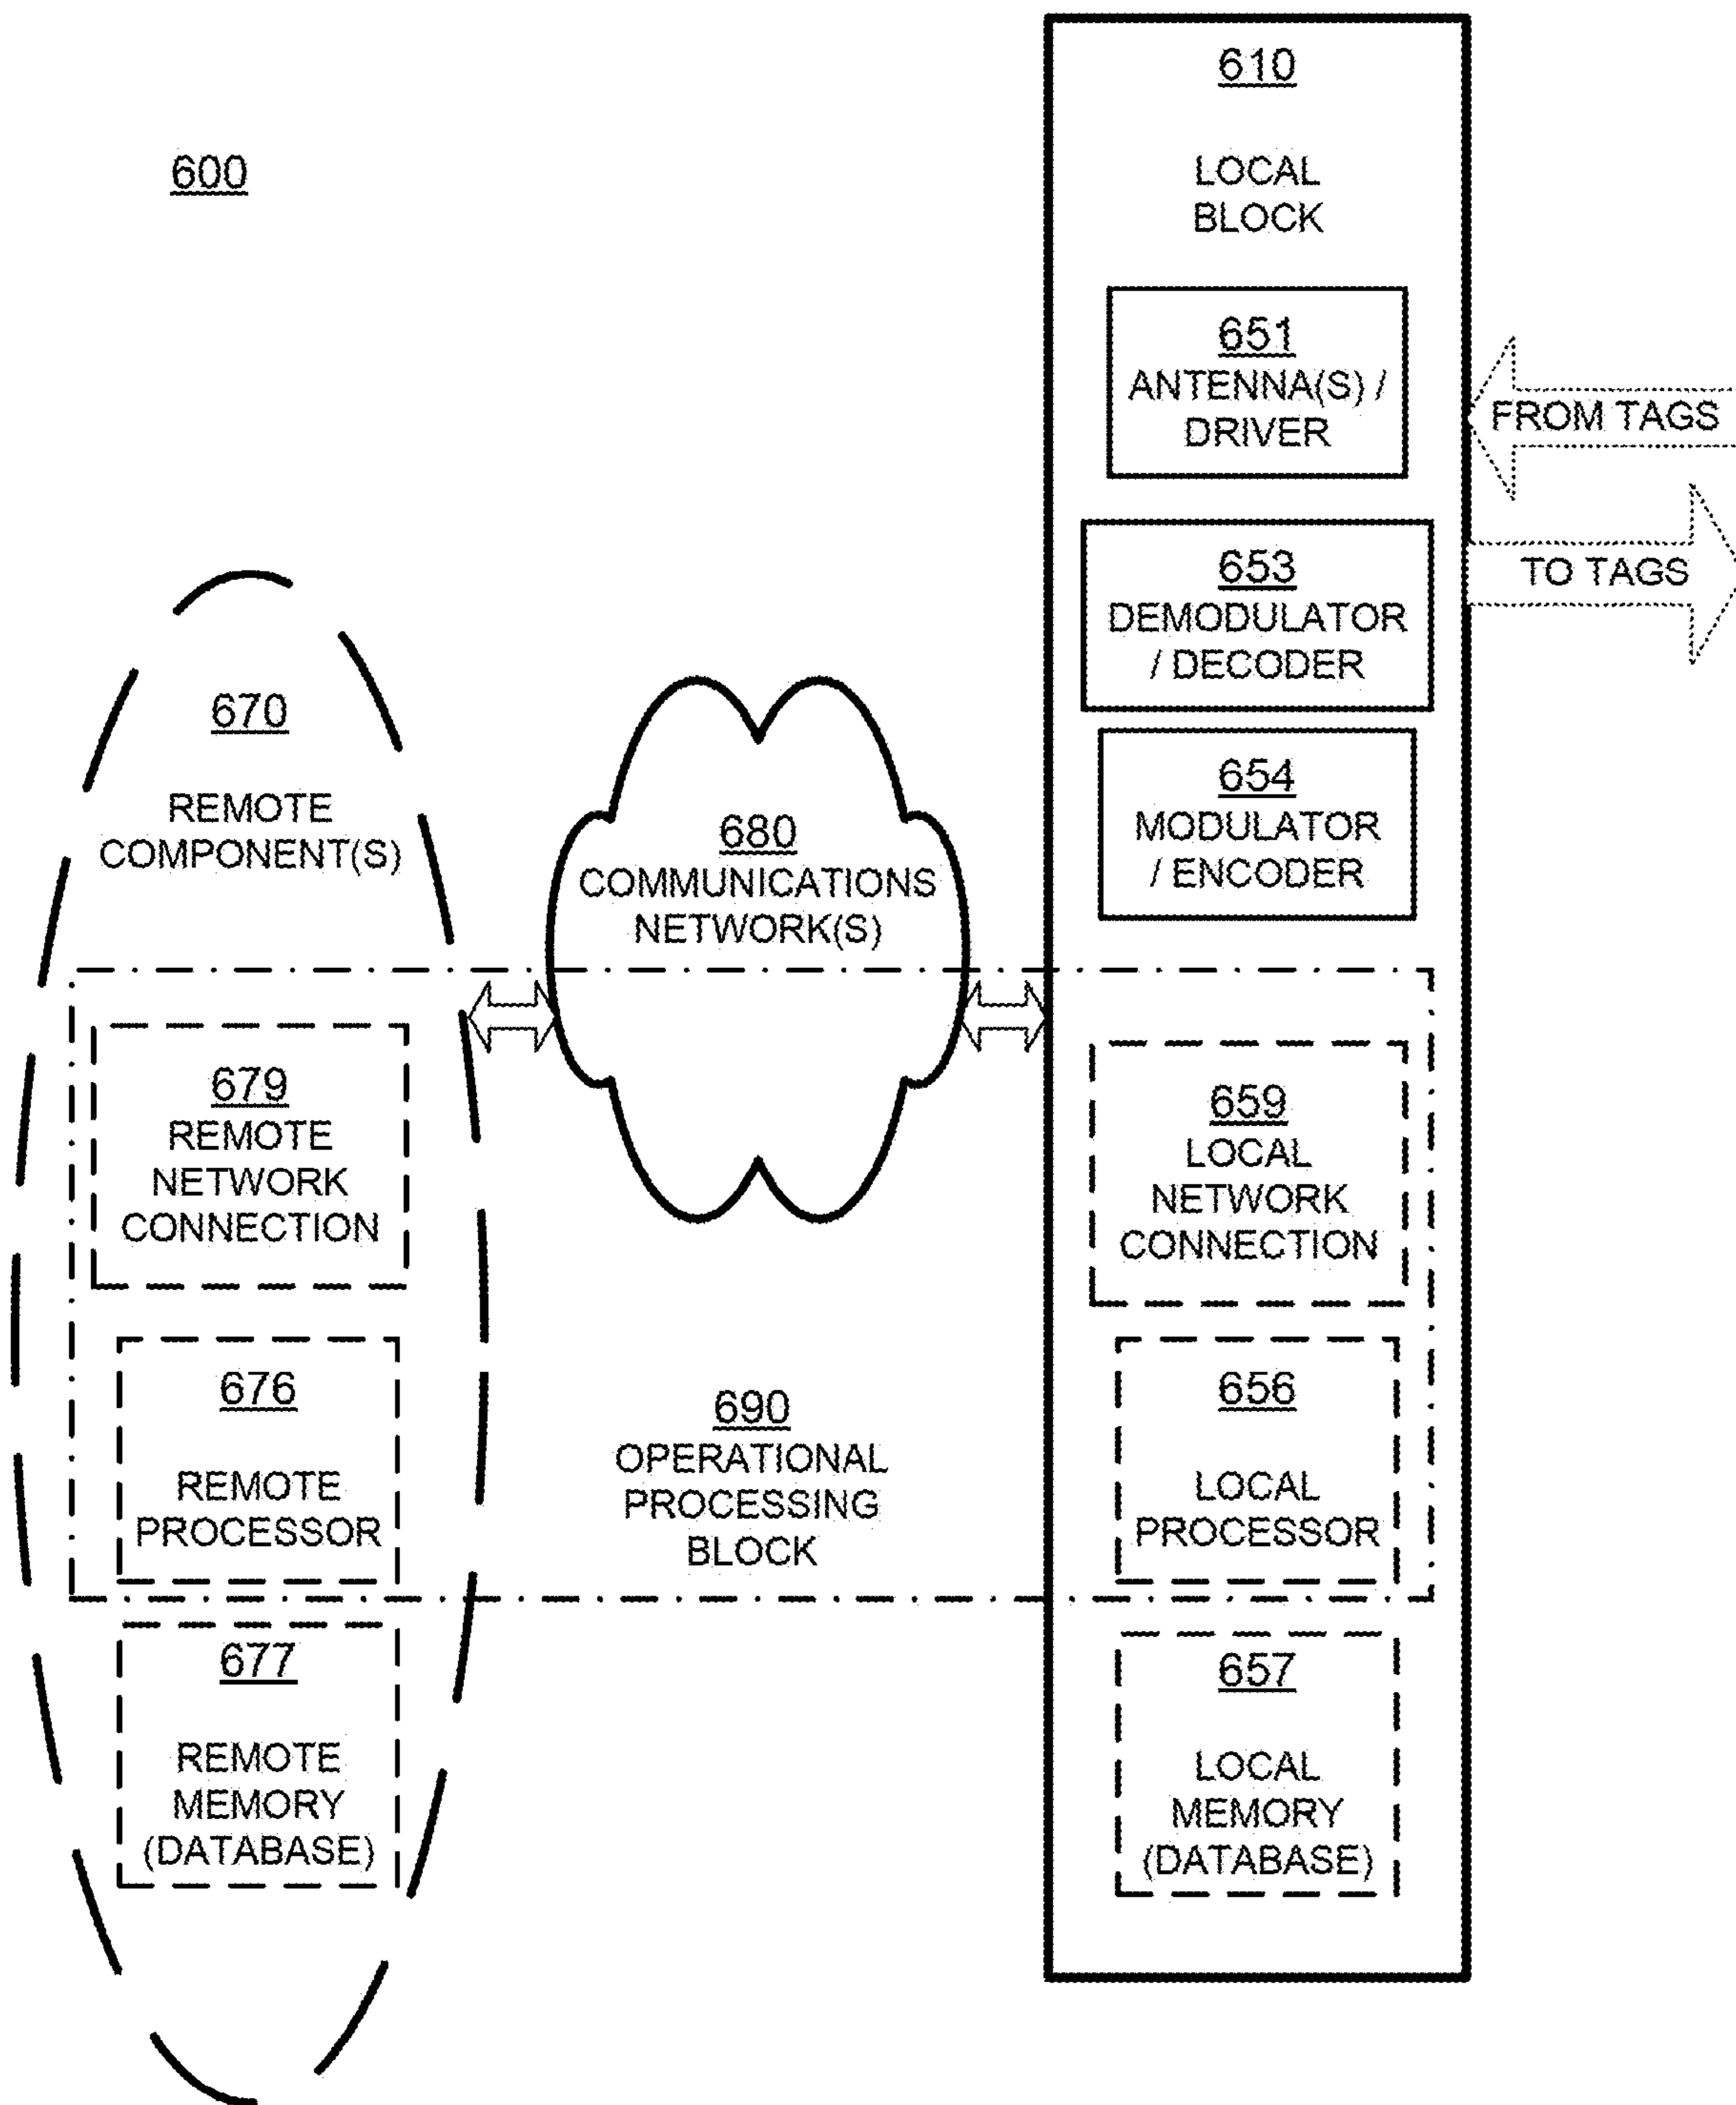 600
610
LOCAL
BLOCK
651
ANTENNA(S) /
DRIVER
FROM TAGS
653
DEMODULATOR
/ DECODER
TO TAGS
654
MODULATOR
/ ENCODER
670
REMOTE
COMPONENT(S)
680
COMMUNICATIONS
NETWORK(S)
679
REMOTE
NETWORK
CONNECTION
659
LOCAL
NETWORK
CONNECTION
676
REMOTE
PROCESSOR
690
OPERATIONAL
PROCESSING
BLOCK
656
LOCAL
PROCESSOR
677
REMOTE
MEMORY
(DATABASE)
657
LOCAL
MEMORY
(DATABASE)